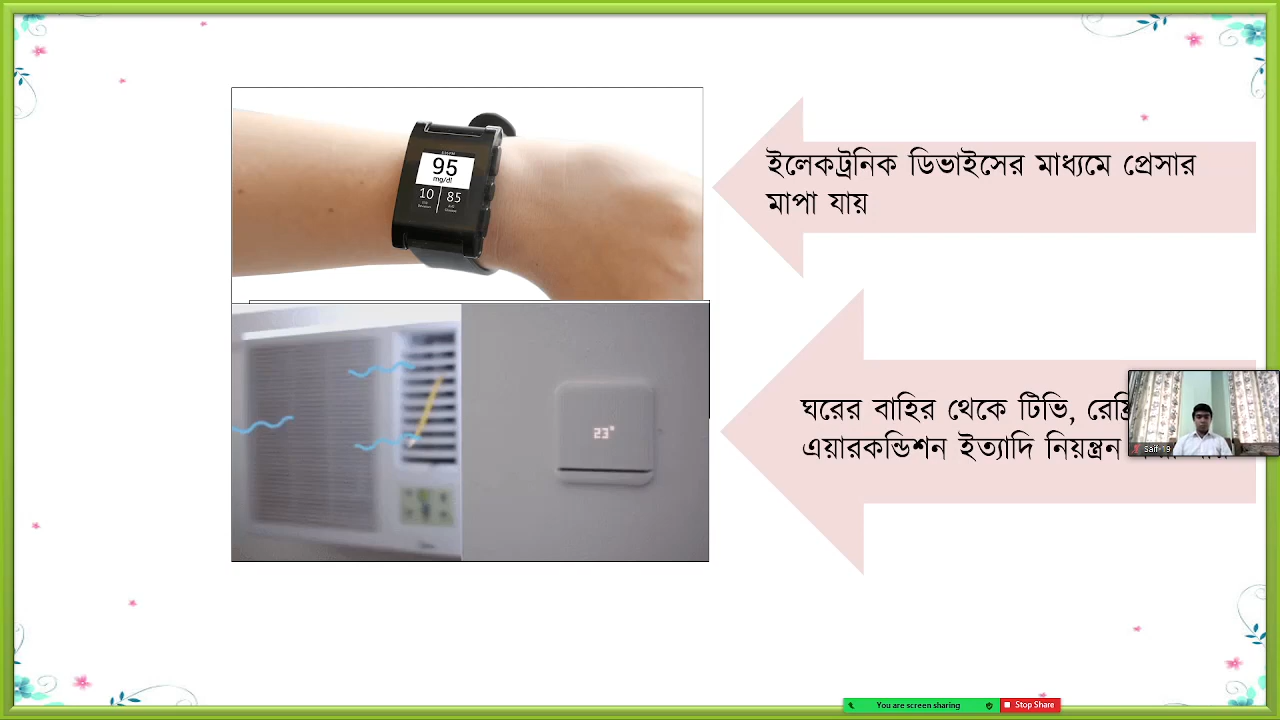 95
mg/dl
10 85
ইলেকট্রনিক ডিভাইসের মাধ্যমে প্রেসার
মাপা যায়
23°
ঘরের বাহির থেকে টিভি,
এয়ারকন্ডিশন ইত্যাদি নিয়ন্ত্রন
Saif-19
You are screen sharing
Stop Share